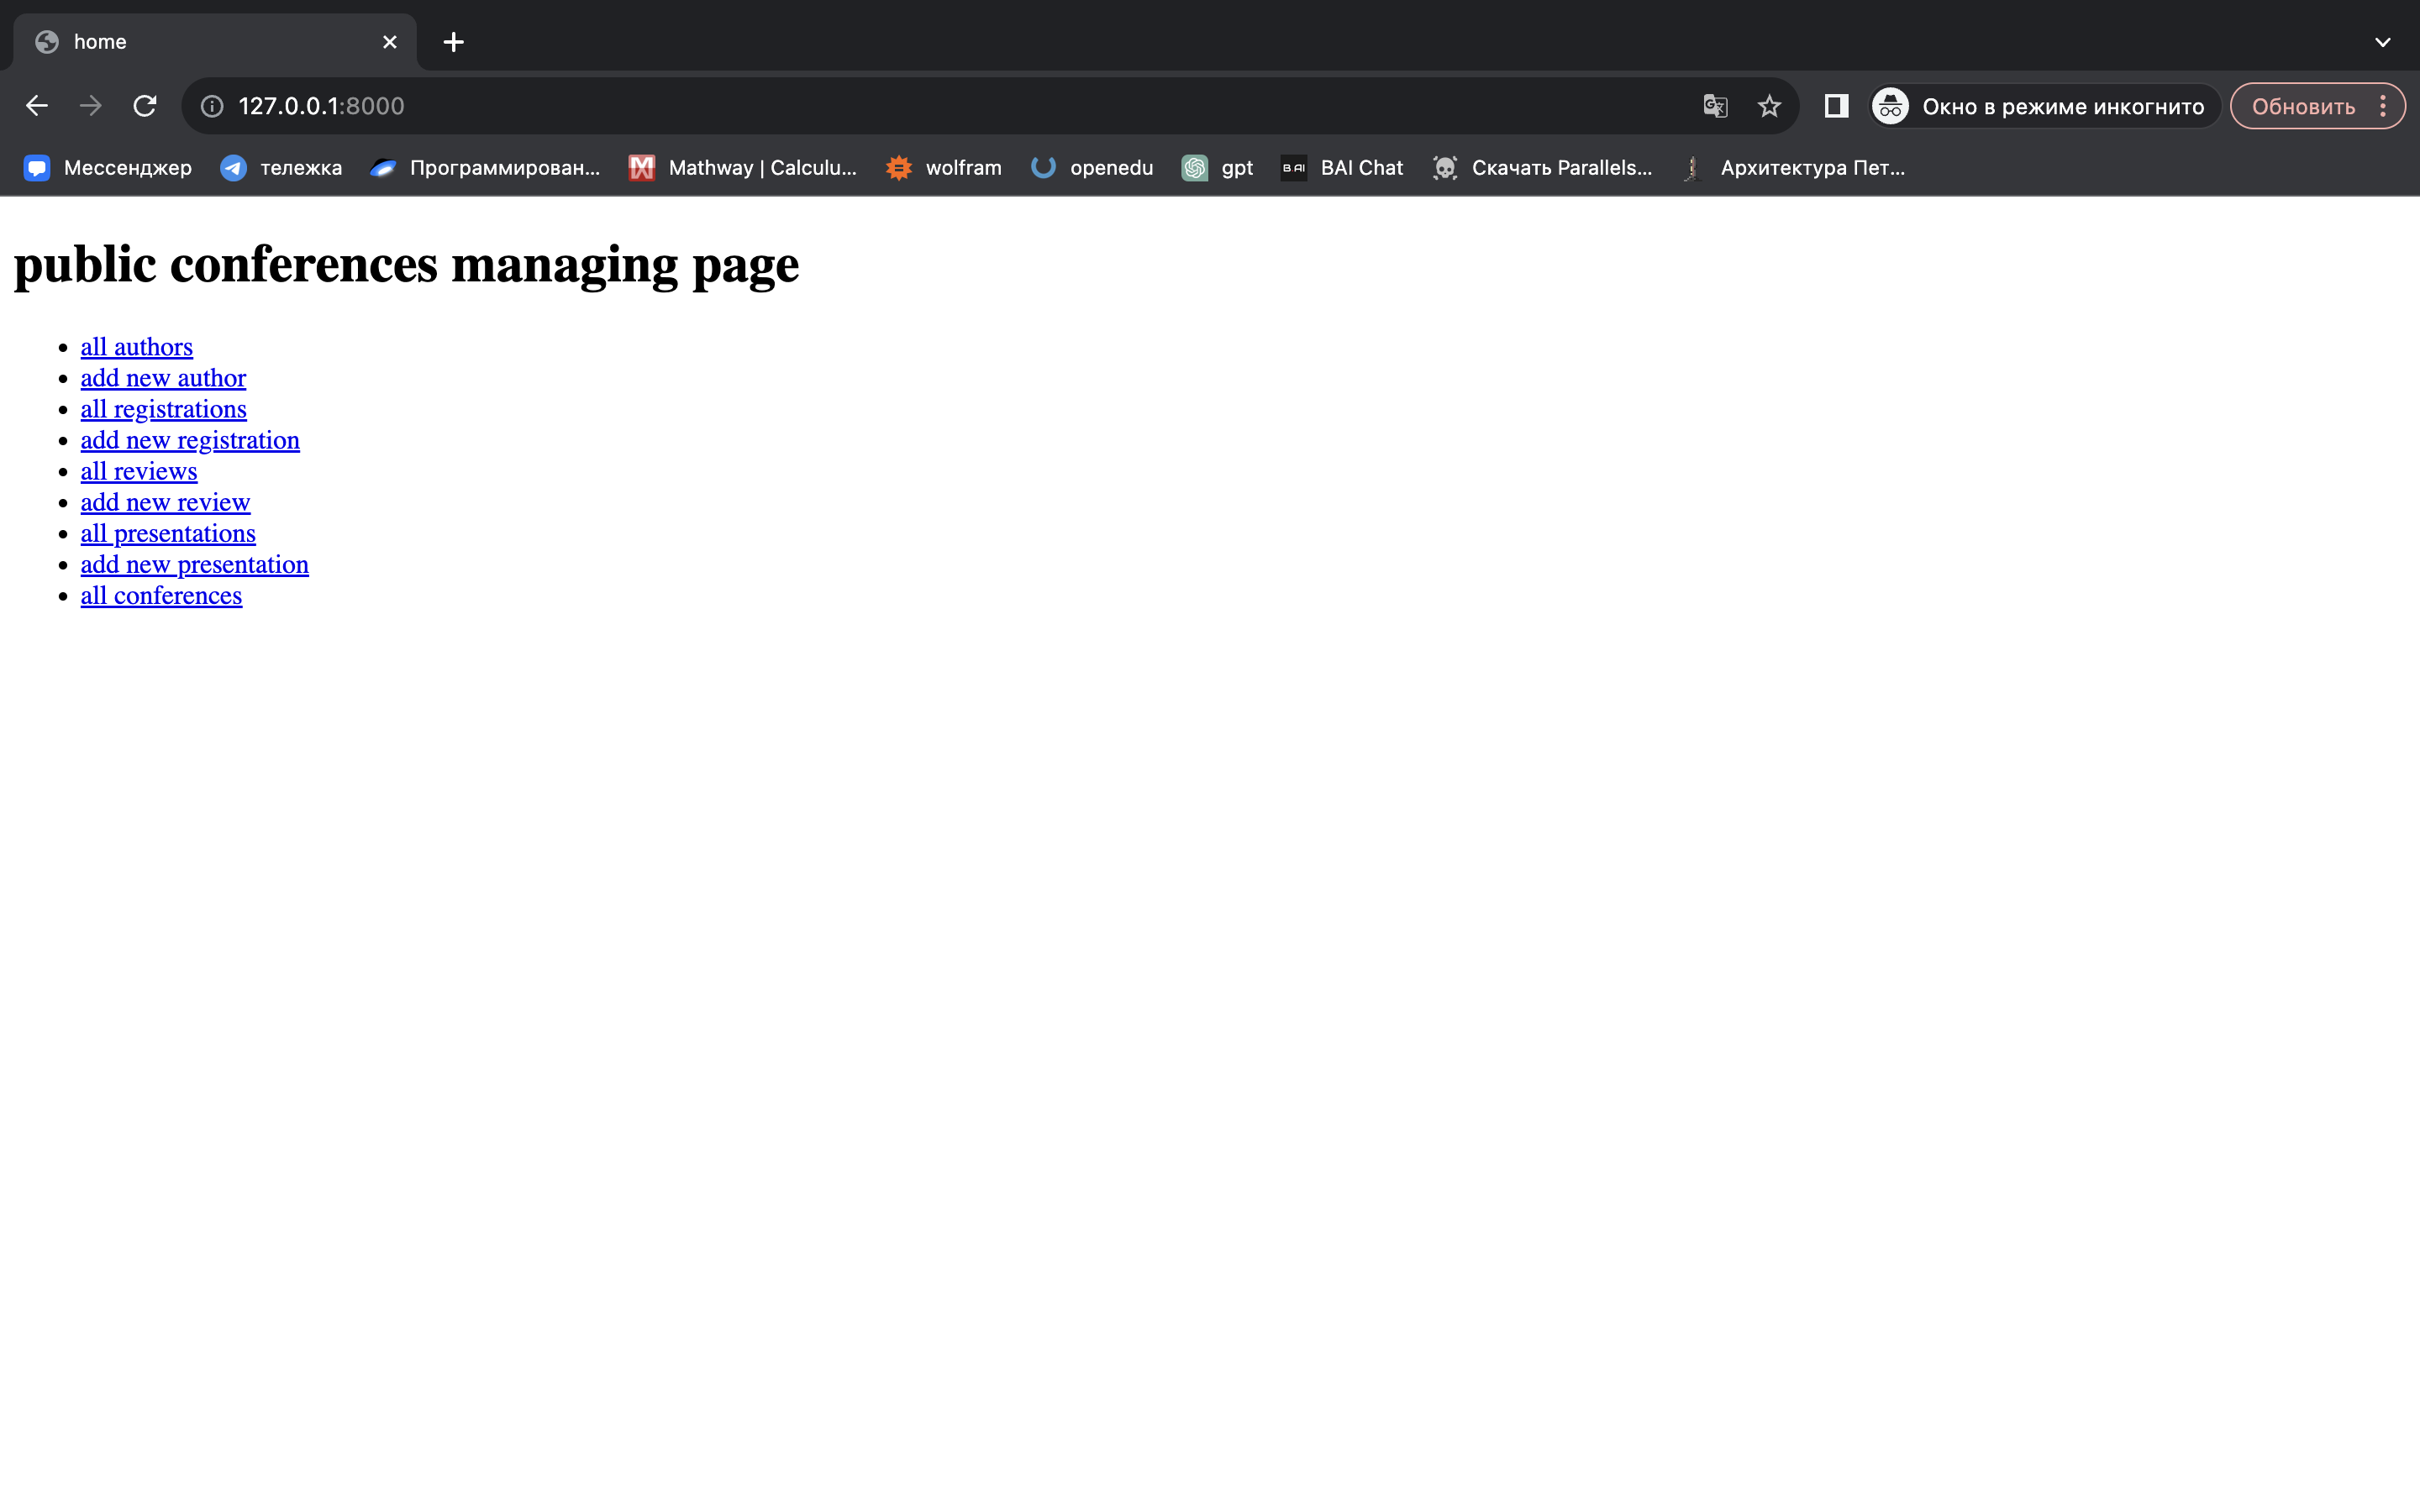 home
127.0.0.1:8000
Окно в режиме инкогнито
Обновить
Мессенджер тележка Программирован... Mathway | Calculu... wolfram openedu gpt BAI Chat Скачать Parallels... Архитектура Пет...
public conferences managing page
all authors
add new author
all registrations
add new registration
all reviews
add new review
all presentations
add new presentation
all conferences